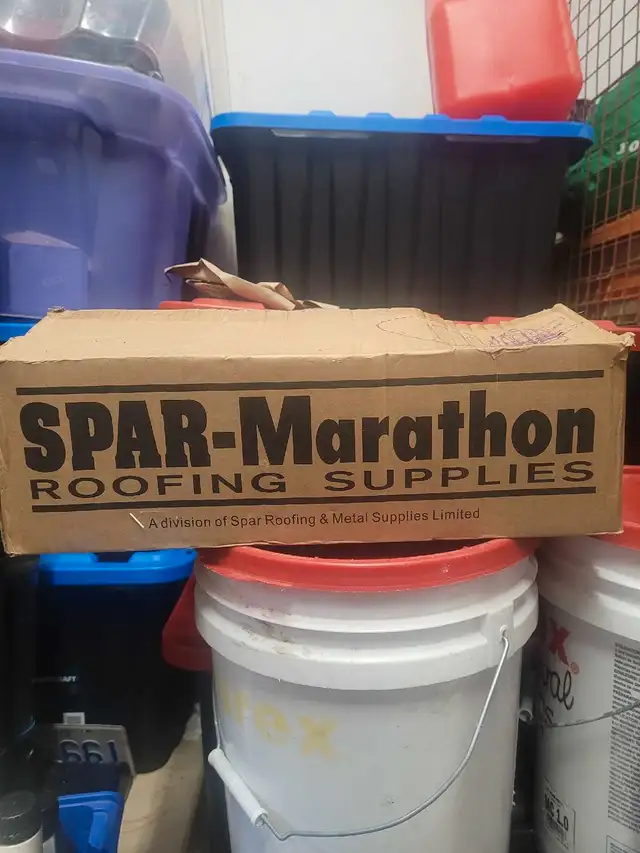 SPAR-Marathon
ROOFING SUPPLIES
A division of Spar Roofing & Metal Supplies Limited